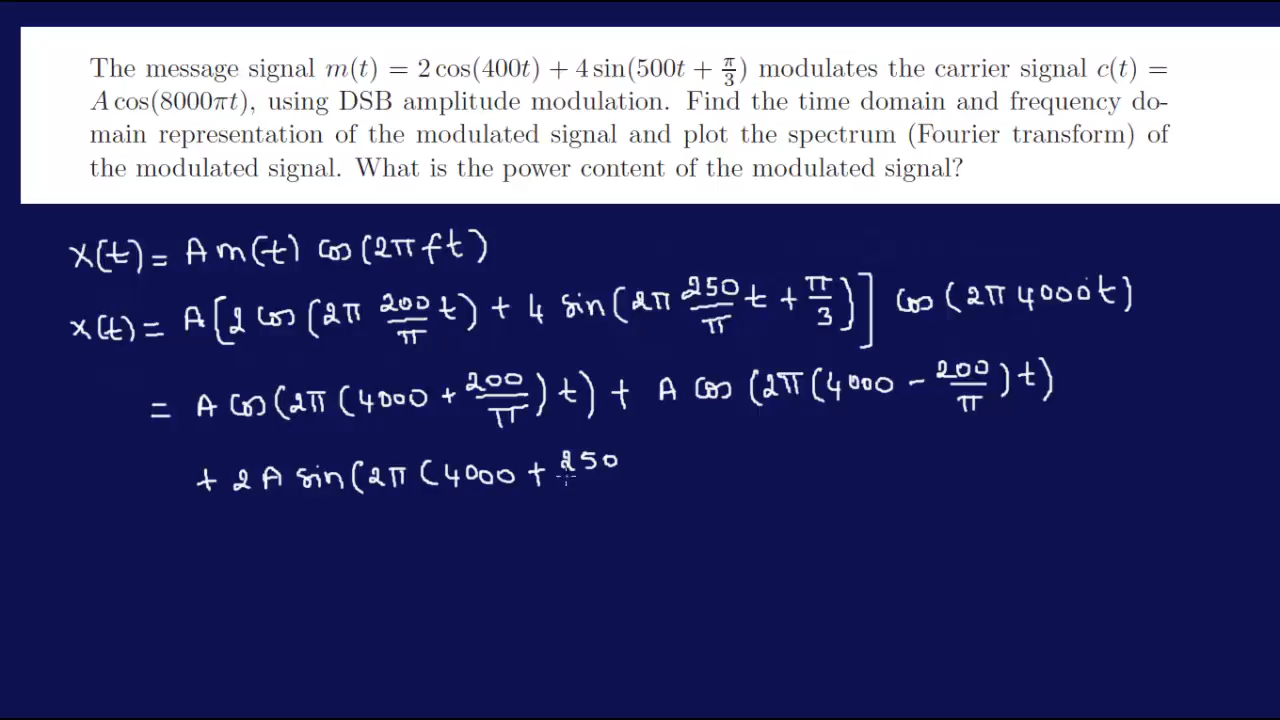 The message signal m(t) = 2 cos(400t) + 4 sin(500t + π/3) modulates the carrier signal c(t) =
A cos(8000πt), using DSB amplitude modulation. Find the time domain and frequency do-
main representation of the modulated signal and plot the spectrum (Fourier transform) of
the modulated signal. What is the power content of the modulated signal?
x(t) = A m(t) cos(2π f t)
x(t) = A[2 cos(2π 200/π t) + 4 sin(2π 250/π t + π/3)] cos(2π 4000t)
= A cos(2π(4000 + 200/π)t) + A cos(2π(4000 - 200/π)t)
+ 2 A sin(2π(4000 + 250